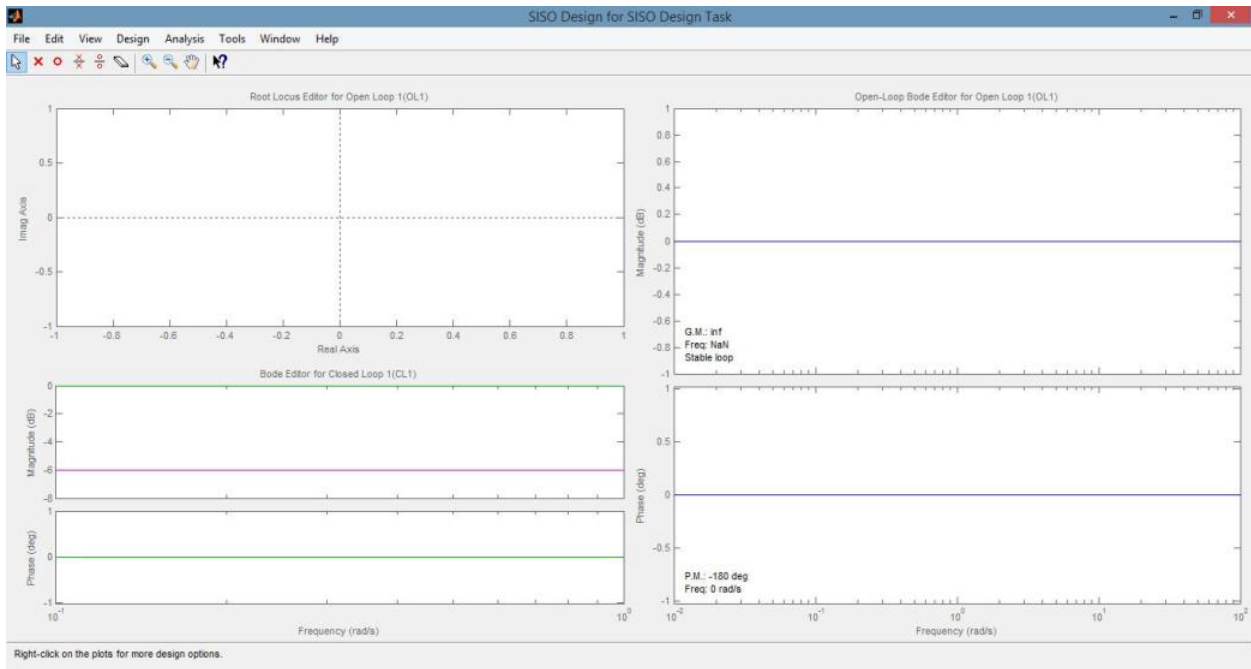 SISO Design for SISO Design Task
File Edit View Design Analysis Tools Window Help
Root Locus Editor for Open Loop 1(OL1)
1
0.5
0
-0.5
-1
Imag Axis
-1 -0.8 -0.6 -0.4 -0.2 0 0.2 0.4 0.6 0.8 1
Real Axis
Bode Editor for Closed Loop 1(CL1)
0
-2
-4
-6
-8
Magnitude (dB)
1
0
-1
Phase (deg)
10^-1 10^0
Frequency (rad/s)
Open-Loop Bode Editor for Open Loop 1(OL1)
1
0.8
0.6
0.4
0.2
0
-0.2
-0.4
-0.6
-0.8
-1
Magnitude (dB)
G.M.: inf
Freq: NaN
Stable loop
1
0.5
0
-0.5
-1
Phase (deg)
P.M.: -180 deg
Freq: 0 rad/s
10^-2 10^-1 10^0 10^1 10^2
Frequency (rad/s)
Right-click on the plots for more design options.